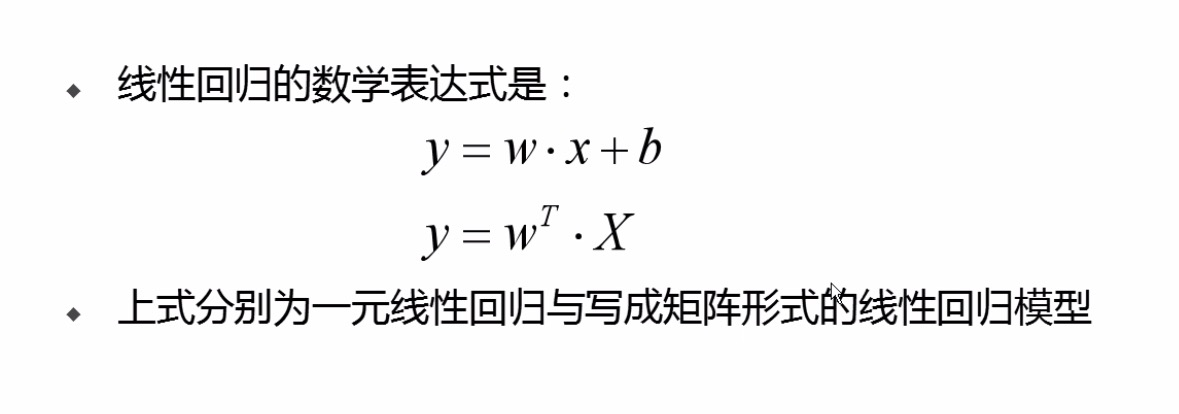 ◆ 线性回归的数学表达式是：
y = w · x + b
y = w^T · X
◆ 上式分别为一元线性回归与写成矩阵形式的线性回归模型